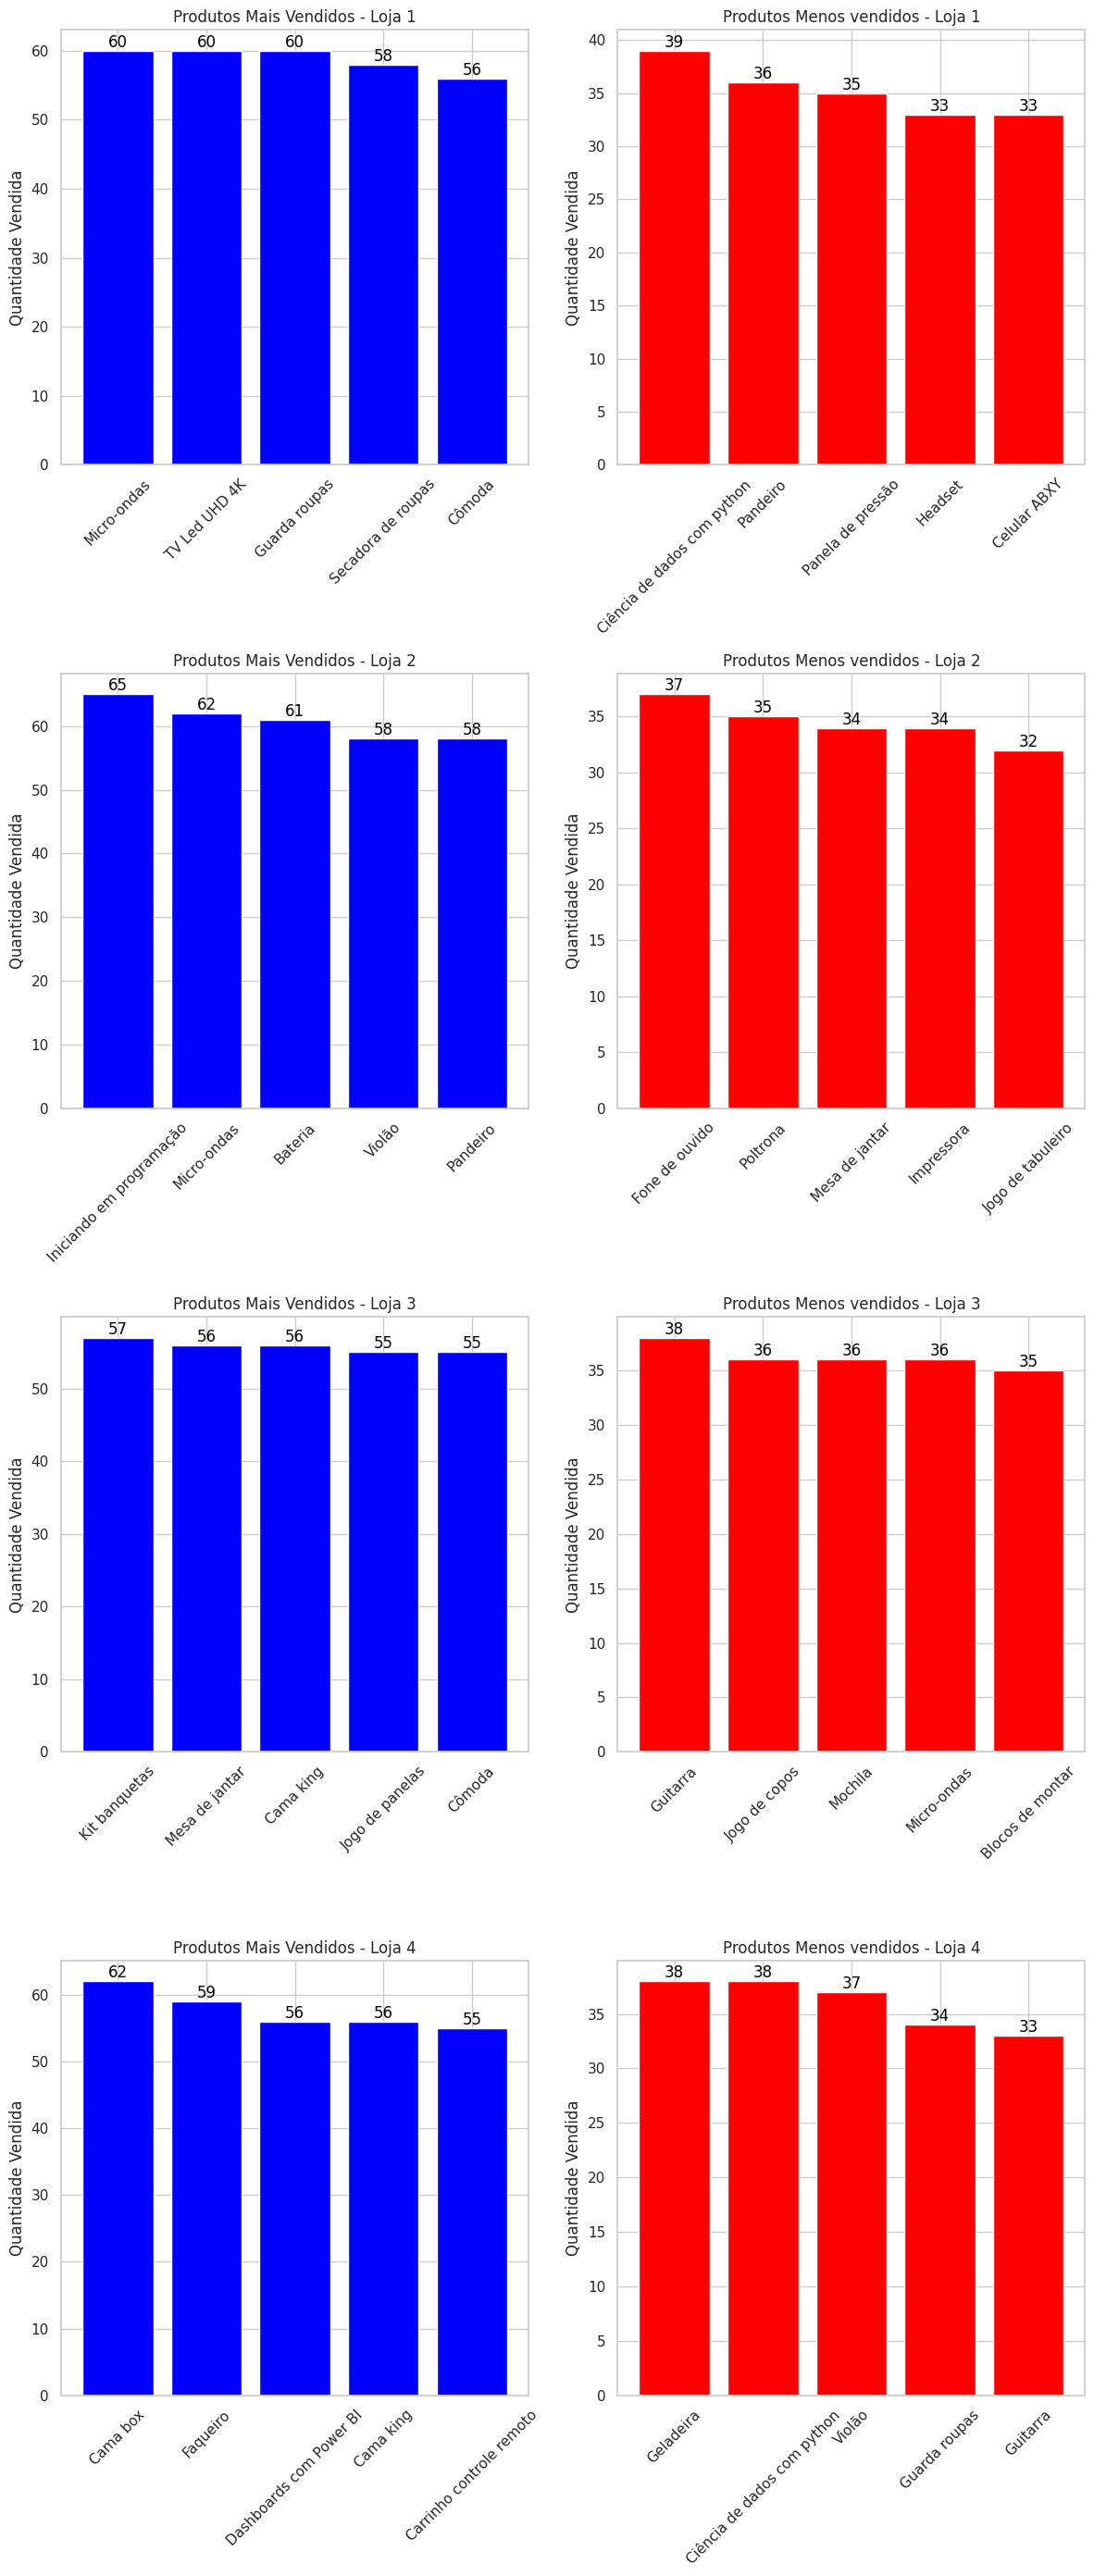 Produtos Mais Vendidos - Loja 1
Quantidade Vendida
60
50
40
30
20
10
0
60
60
60
58
56
Micro-ondas
TV Led UHD 4K
Guarda roupas
Secadora de roupas
Cômoda
Produtos Menos vendidos - Loja 1
Quantidade Vendida
40
35
30
25
20
15
10
5
0
39
36
35
33
33
Ciência de dados com python
Pandeiro
Panela de pressão
Headset
Celular ABXY
Produtos Mais Vendidos - Loja 2
Quantidade Vendida
60
50
40
30
20
10
0
65
62
61
58
58
Iniciando em programação
Micro-ondas
Bateria
Violão
Pandeiro
Produtos Menos vendidos - Loja 2
Quantidade Vendida
35
30
25
20
15
10
5
0
37
35
34
34
32
Fone de ouvido
Poltrona
Mesa de jantar
Impressora
Jogo de tabuleiro
Produtos Mais Vendidos - Loja 3
Quantidade Vendida
50
40
30
20
10
0
57
56
56
55
55
Kit banquetas
Mesa de jantar
Cama king
Jogo de panelas
Cômoda
Produtos Menos vendidos - Loja 3
Quantidade Vendida
35
30
25
20
15
10
5
0
38
36
36
36
35
Guitarra
Jogo de copos
Mochila
Micro-ondas
Blocos de montar
Produtos Mais Vendidos - Loja 4
Quantidade Vendida
60
50
40
30
20
10
0
62
59
56
56
55
Cama box
Faqueiro
Dashboards com Power BI
Cama king
Carrinho controle remoto
Produtos Menos vendidos - Loja 4
Quantidade Vendida
35
30
25
20
15
10
5
0
38
38
37
34
33
Geladeira
Ciência de dados com python
Violão
Guarda roupas
Guitarra